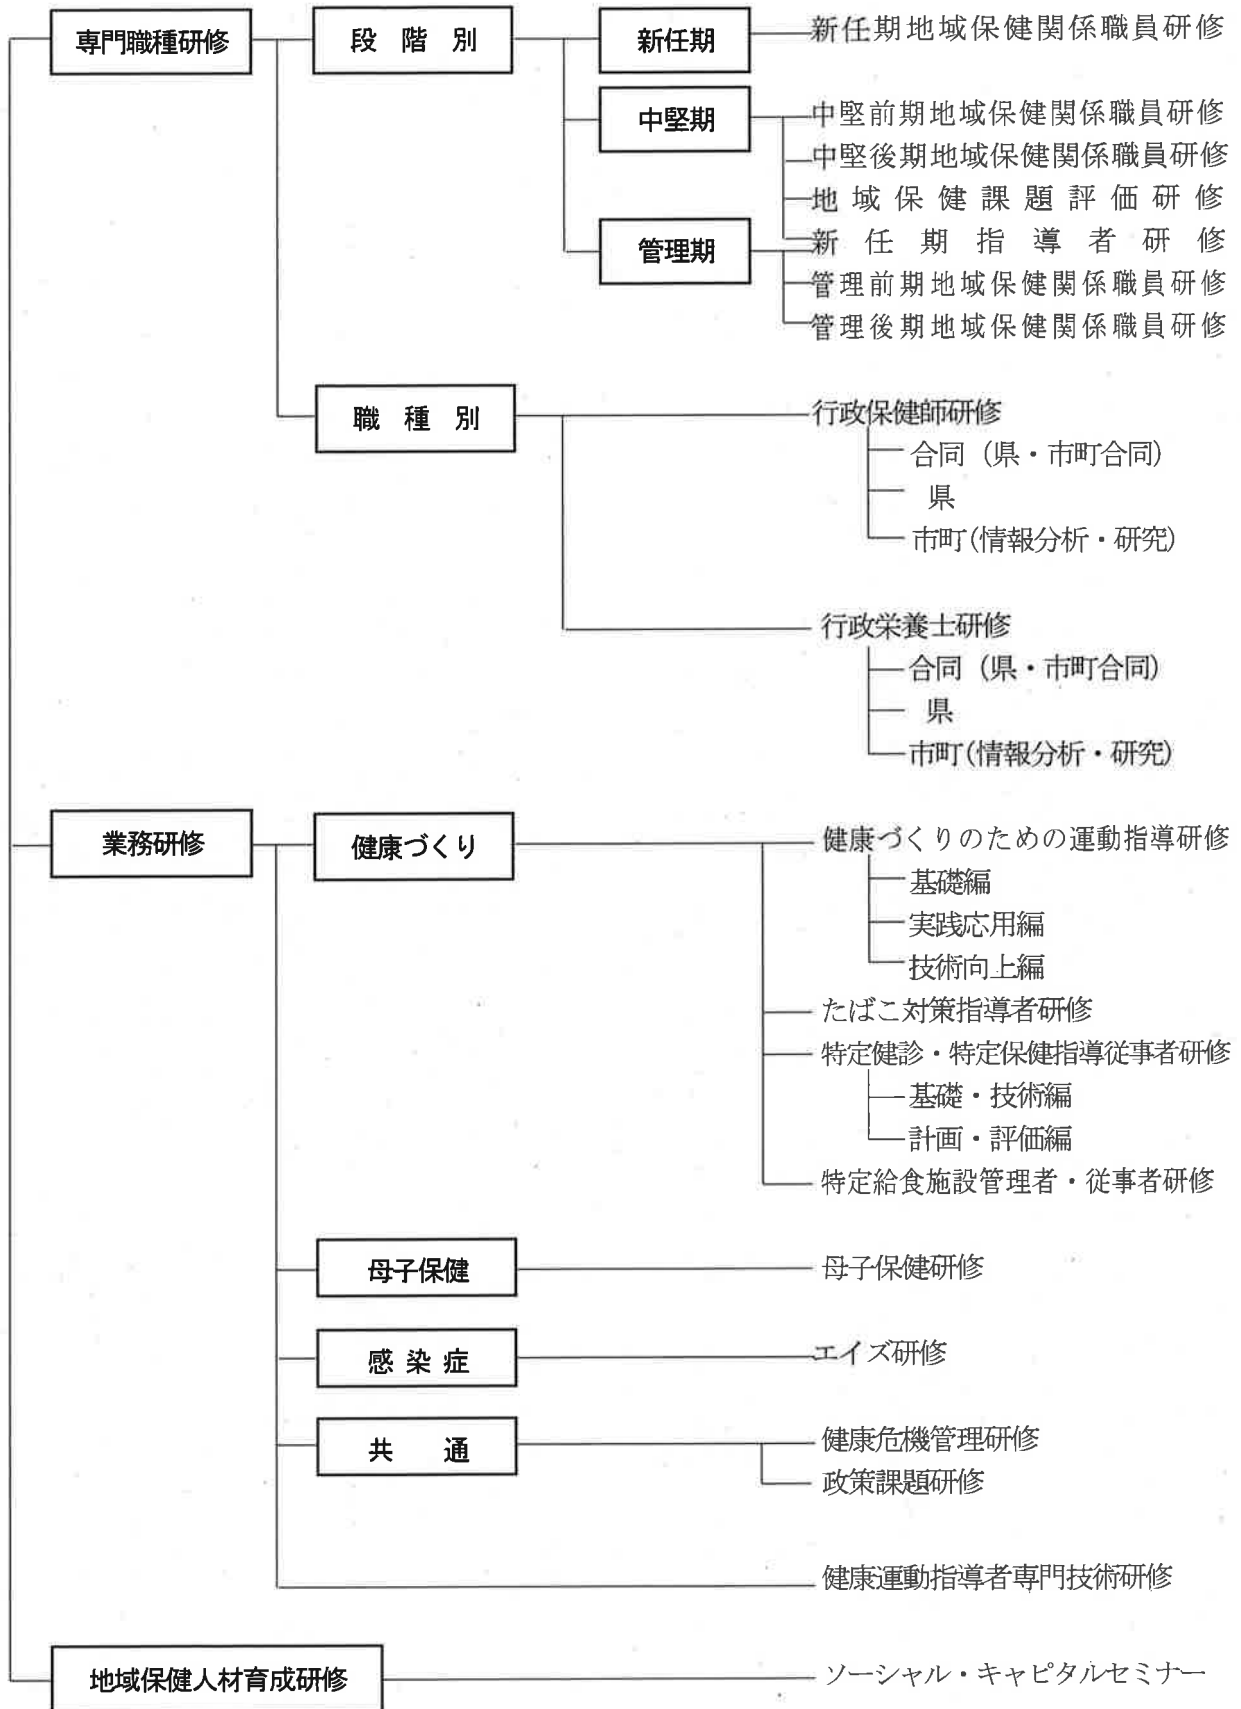 専門職種研修
段階別
新任期
新任期地域保健関係職員研修
中堅期
中堅前期地域保健関係職員研修
中堅後期地域保健関係職員研修
地域保健課題評価研修
新任期指導者研修
管理期
管理前期地域保健関係職員研修
管理後期地域保健関係職員研修
職種別
行政保健師研修
合同（県・市町合同）
県
市町（情報分析・研究）
行政栄養士研修
合同（県・市町合同）
県
市町（情報分析・研究）
業務研修
健康づくり
健康づくりのための運動指導研修
基礎編
実践応用編
技術向上編
たばこ対策指導者研修
特定健診・特定保健指導従事者研修
基礎・技術編
計画・評価編
特定給食施設管理者・従事者研修
母子保健
母子保健研修
感染症
エイズ研修
共通
健康危機管理研修
政策課題研修
健康運動指導者専門技術研修
地域保健人材育成研修
ソーシャル・キャピタルセミナー